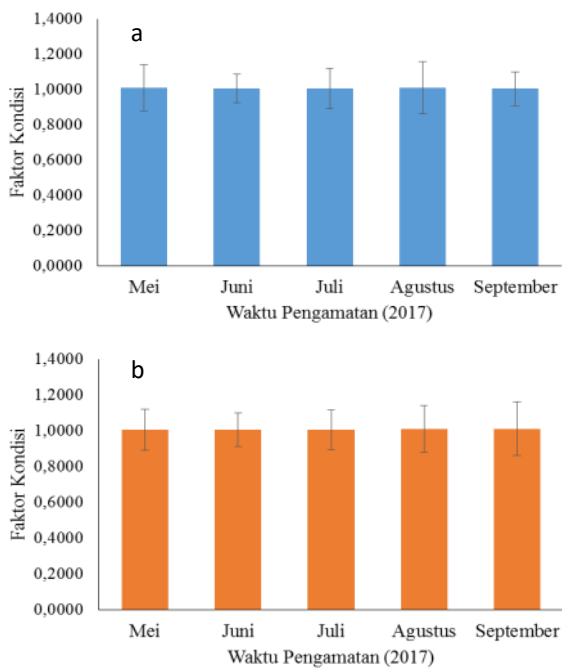 a
1,4000
1,2000
1,0000
0,8000
0,6000
0,4000
0,2000
0,0000
Faktor Kondisi
Mei Juni Juli Agustus September
Waktu Pengamatan (2017)
b
1,4000
1,2000
1,0000
0,8000
0,6000
0,4000
0,2000
0,0000
Faktor Kondisi
Mei Juni Juli Agustus September
Waktu Pengamatan (2017)